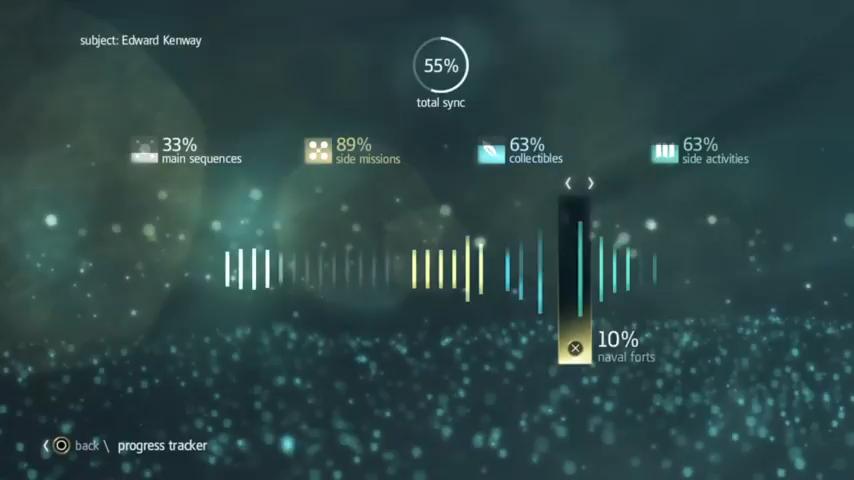 subject: Edward Kenway
55%
total sync
33%
main sequences
89%
side missions
63%
collectibles
63%
side activities
10%
naval forts
back \ progress tracker